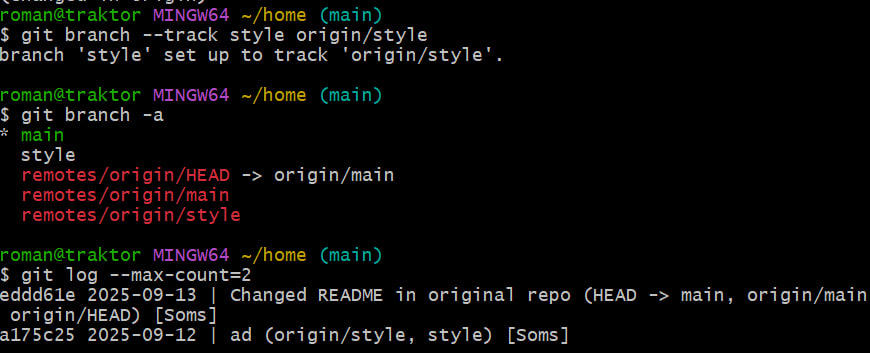 roman@traktor MINGW64 ~/home (main)
$ git branch --track style origin/style
branch 'style' set up to track 'origin/style'.
roman@traktor MINGW64 ~/home (main)
$ git branch -a
* main
style
remotes/origin/HEAD -> origin/main
remotes/origin/main
remotes/origin/style
roman@traktor MINGW64 ~/home (main)
$ git log --max-count=2
eddd61e 2025-09-13 | Changed README in original repo (HEAD -> main, origin/main
origin/HEAD) [Soms]
a175c25 2025-09-12 | ad (origin/style, style) [Soms]